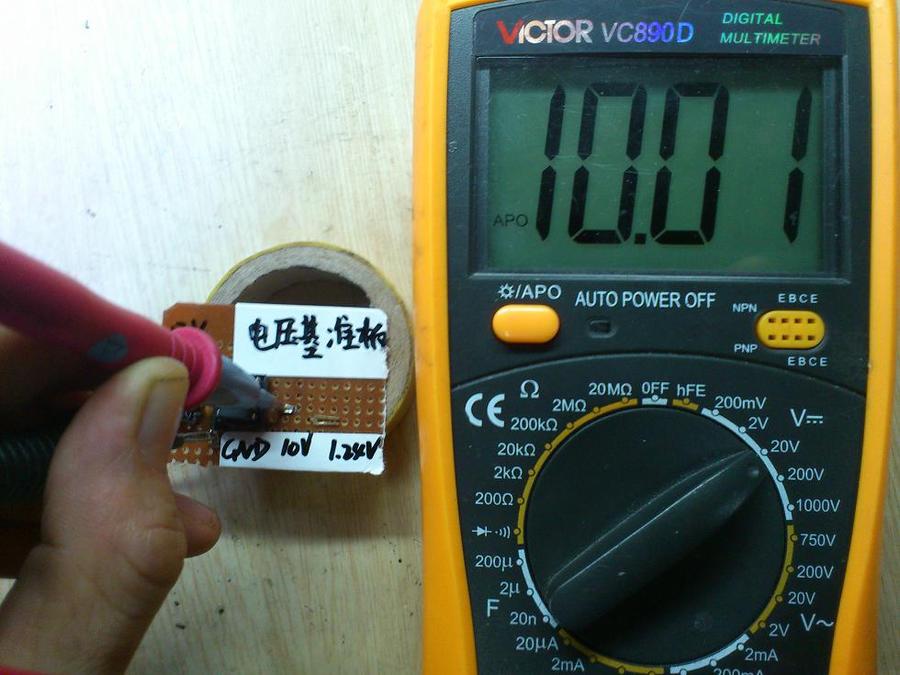 VICTOR VC890D
DIGITAL
MULTIMETER
10.01
APO
☼/APO
AUTO POWER OFF
NPN
EBCE
PNP
EBCE
电压基准板
GND 10V 1.24V
CE
Ω
20MΩ
OFF
hFE
200mV
2MΩ
2V
V⎓
200kΩ
20V
20kΩ
200V
2kΩ
1000V
200Ω
750V
200μ
200V
2μ
20V
F
20n
V~
2V
20μA
2mA
2mA
200mA